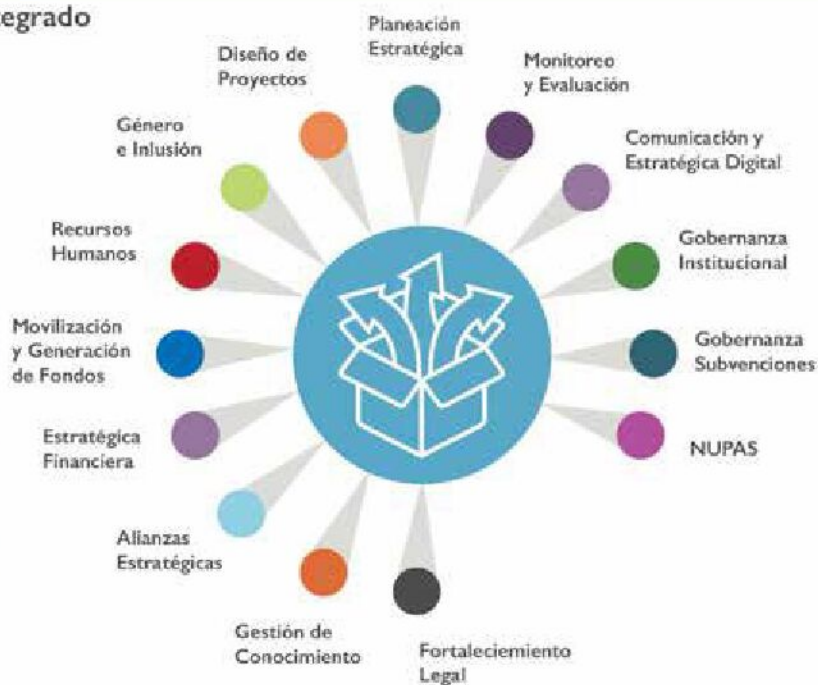 Planeación
Estratégica
Monitoreo
y Evaluación
Comunicación y
Estratégica Digital
Gobernanza
Institucional
Gobernanza
Subvenciones
NUPAS
Fortaleciemiento
Legal
Gestión de
Conocimiento
Alianzas
Estratégicas
Estratégica
Financiera
Movilización
y Generación
de Fondos
Recursos
Humanos
Género
e Inlusión
Diseño de
Proyectos